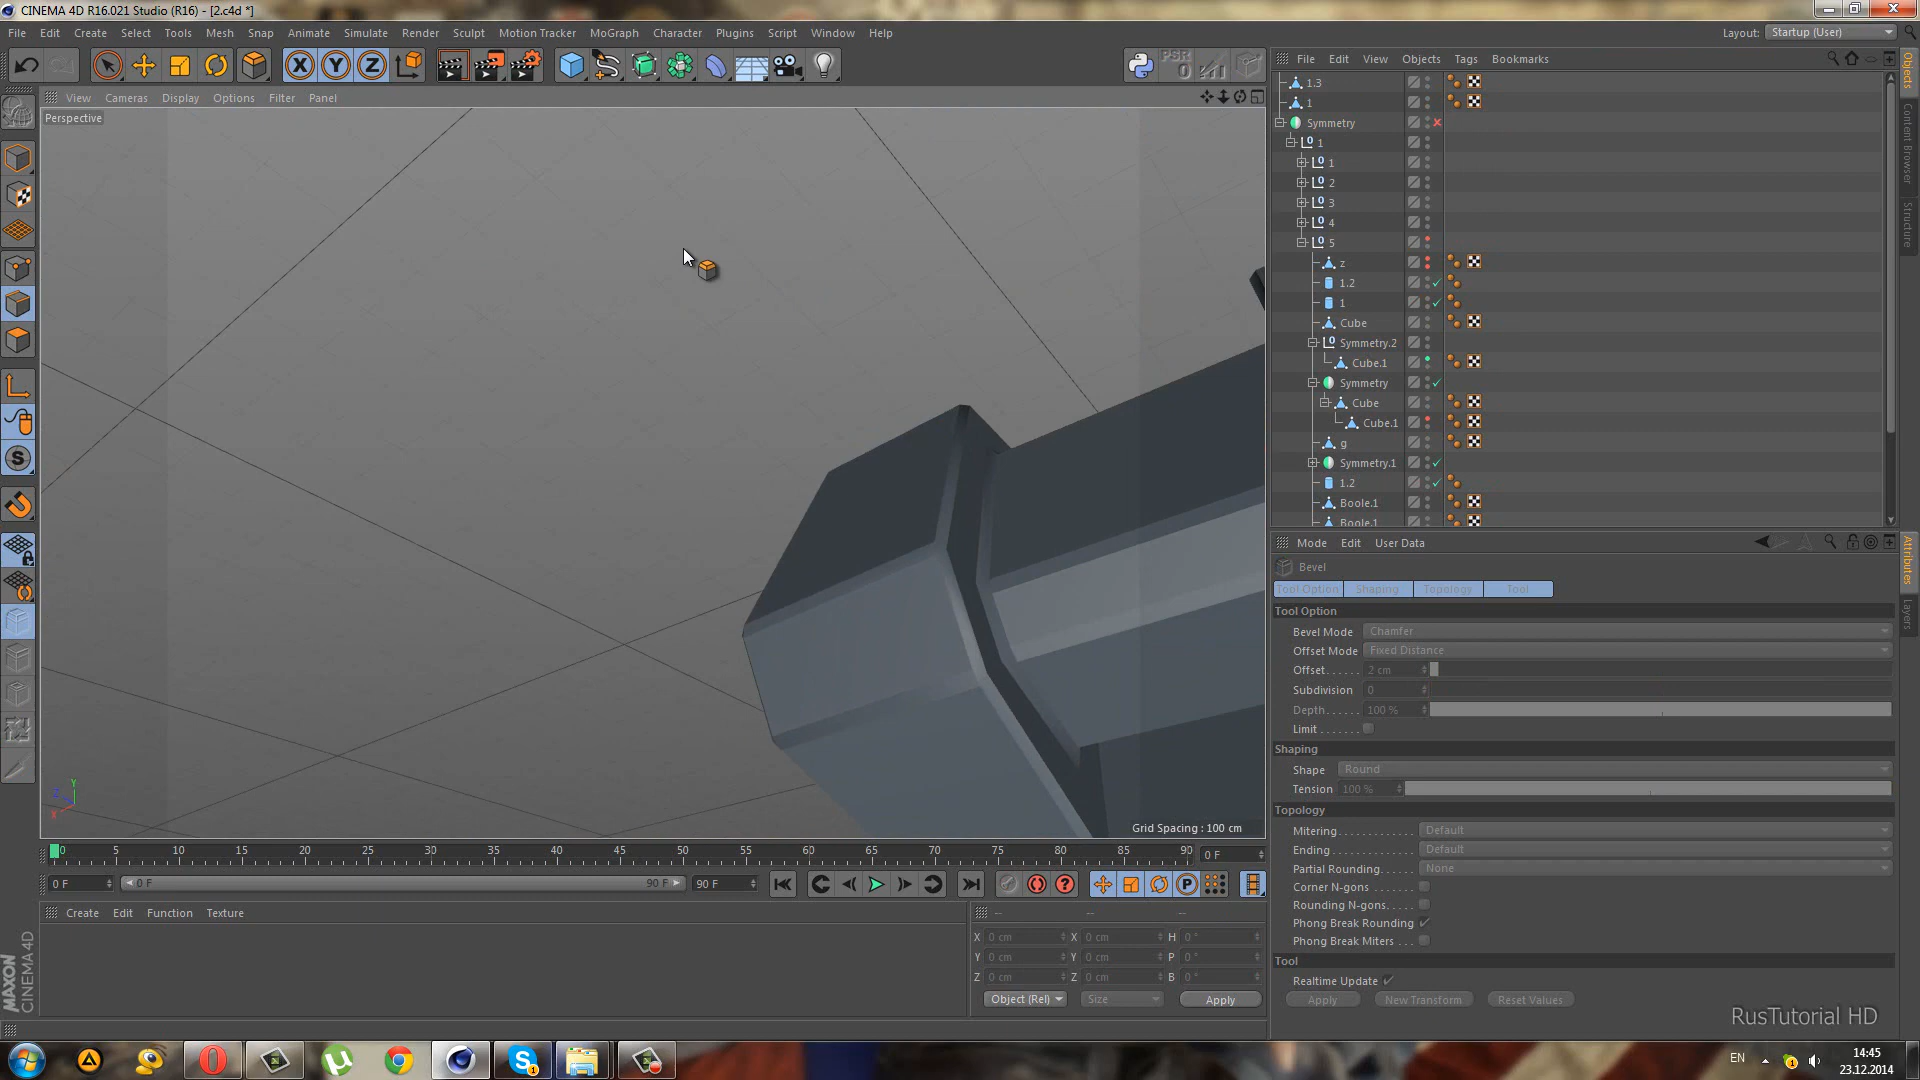 CINEMA 4D R16.021 Studio (R16) - [2.c4d *]
File Edit Create Select Tools Mesh Snap Animate Simulate Render Sculpt Motion Tracker MoGraph Character Plugins Script Window Help
Layout: Startup (User)
PSR
0
File Edit View Objects Tags Bookmarks
View Cameras Display Options Filter Panel
Perspective
1.3
1
Symmetry
1
1
2
3
4
5
z
1.2
1
Cube
Symmetry.2
Cube.1
Symmetry
Cube
Cube.1
g
Symmetry.1
1.2
Boole.1
Boole.1
Objects
Content Browser
Structure
Attributes
Layers
Mode Edit User Data
Bevel
Tool Option Shaping Topology Tool
Tool Option
Bevel Mode Chamfer
Offset Mode Fixed Distance
Offset...... 2 cm
Subdivision 0
Depth...... 100 %
Limit.......
Shaping
Shape Round
Tension 100 %
Topology
Mitering............. Default
Ending.............. Default
Partial Rounding... None
Corner N-gons .......
Rounding N-gons.....
Phong Break Rounding
Phong Break Miters ...
Tool
Realtime Update
Apply New Transform Reset Values
Y
Z
X
Grid Spacing : 100 cm
0 5 10 15 20 25 30 35 40 45 50 55 60 65 70 75 80 85 90 0 F
0 F 0 F 90 F 90 F
Create Edit Function Texture
-- -- --
X 0 cm X 0 cm H 0 °
Y 0 cm Y 0 cm P 0 °
Z 0 cm Z 0 cm B 0 °
Object (Rel) Size Apply
MAXON
CINEMA 4D
RusTutorial HD
EN
14:45
23.12.2014